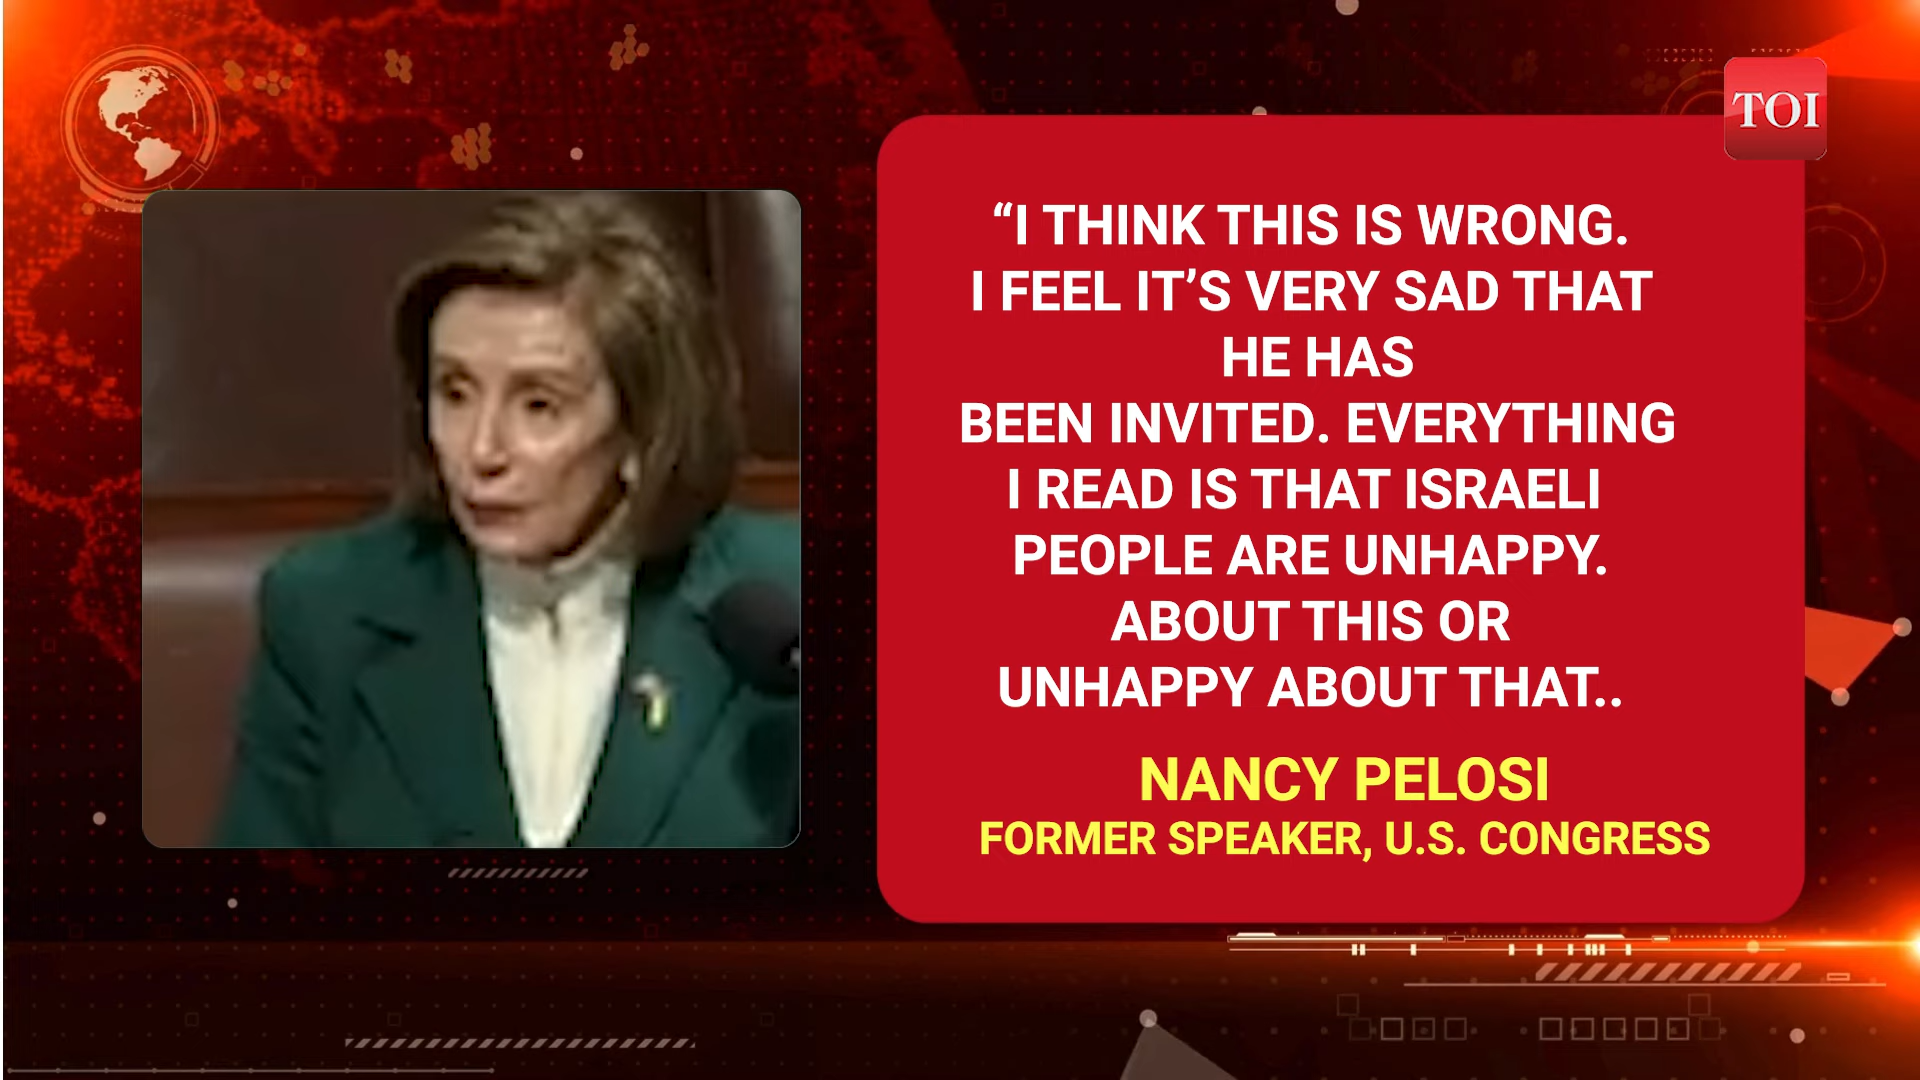 TOI
“I THINK THIS IS WRONG.
I FEEL IT’S VERY SAD THAT
HE HAS
BEEN INVITED. EVERYTHING
I READ IS THAT ISRAELI
PEOPLE ARE UNHAPPY.
ABOUT THIS OR
UNHAPPY ABOUT THAT..
NANCY PELOSI
FORMER SPEAKER, U.S. CONGRESS